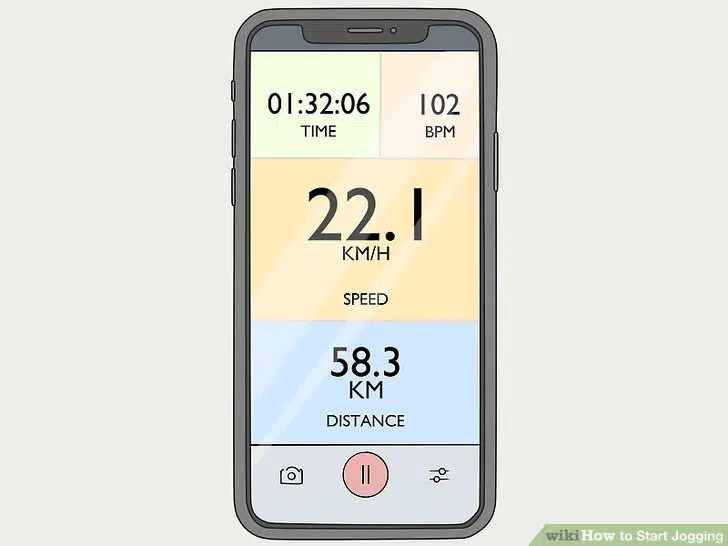 01:32:06
TIME
102
BPM
22.1
KM/H
SPEED
58.3
KM
DISTANCE
wikiHow to Start Jogging